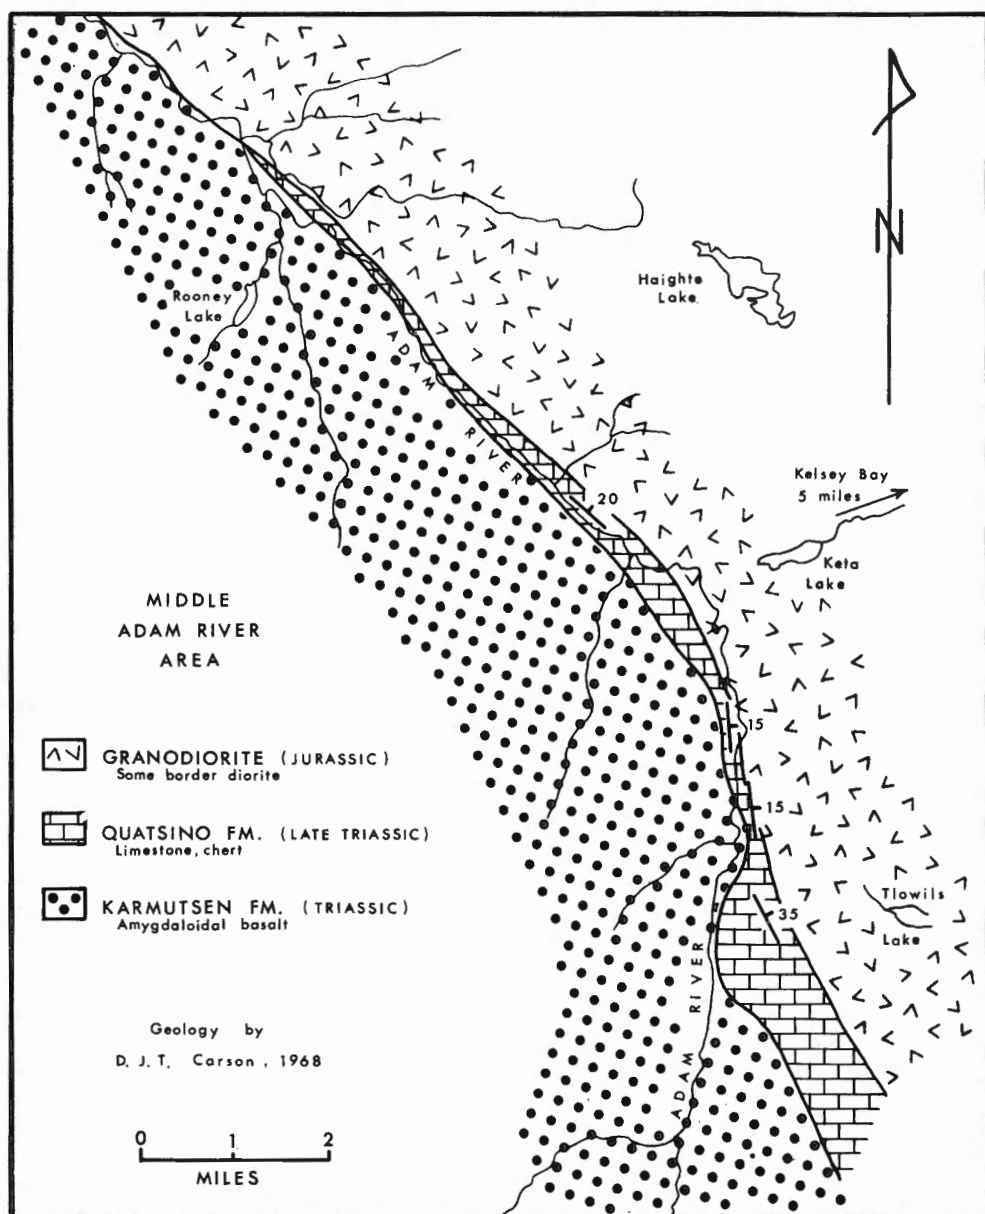 N
Haighte
Lake
Rooney
Lake
ADAM
RIVER
Kelsey Bay
5 miles
20
Keta
Lake
MIDDLE
ADAM RIVER
AREA
15
GRANODIORITE (JURASSIC)
Some border diorite
15
QUATSINO FM. (LATE TRIASSIC)
Limestone, chert
Tlowils
Lake
35
KARMUTSEN FM. (TRIASSIC)
Amygdaloidal basalt
ADAM RIVER
Geology by
D. J. T. Carson, 1968
0 1 2
MILES